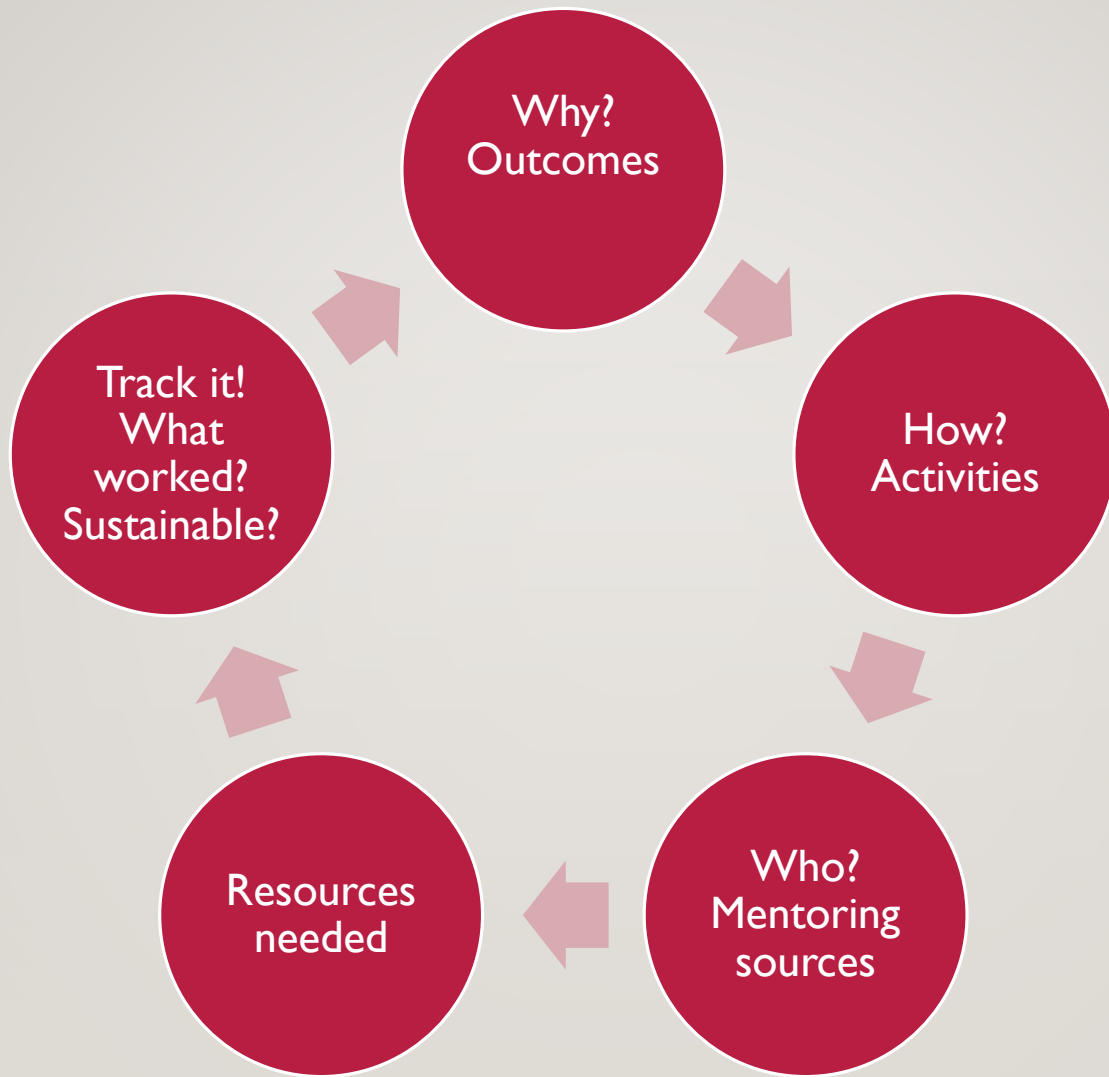 Why?
Outcomes
How?
Activities
Who?
Mentoring
sources
Resources
needed
Track it!
What
worked?
Sustainable?